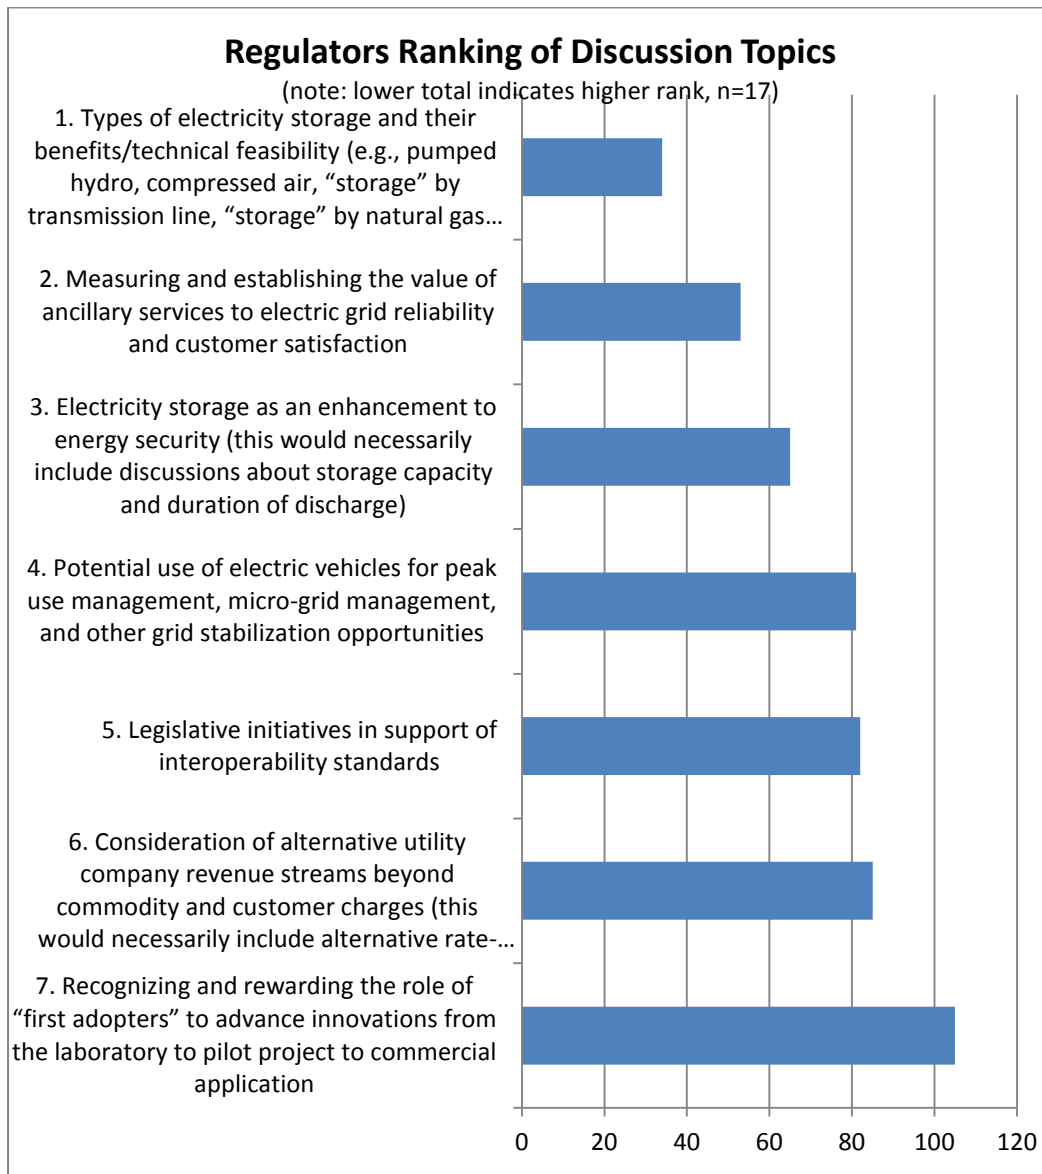 Regulators Ranking of Discussion Topics
(note: lower total indicates higher rank, n=17)
1. Types of electricity storage and their
benefits/technical feasibility (e.g., pumped
hydro, compressed air, “storage” by
transmission line, “storage” by natural gas…
2. Measuring and establishing the value of
ancillary services to electric grid reliability
and customer satisfaction
3. Electricity storage as an enhancement to
energy security (this would necessarily
include discussions about storage capacity
and duration of discharge)
4. Potential use of electric vehicles for peak
use management, micro-grid management,
and other grid stabilization opportunities
5. Legislative initiatives in support of
interoperability standards
6. Consideration of alternative utility
company revenue streams beyond
commodity and customer charges (this
would necessarily include alternative rate-…
7. Recognizing and rewarding the role of
“first adopters” to advance innovations from
the laboratory to pilot project to commercial
application
0 20 40 60 80 100 120